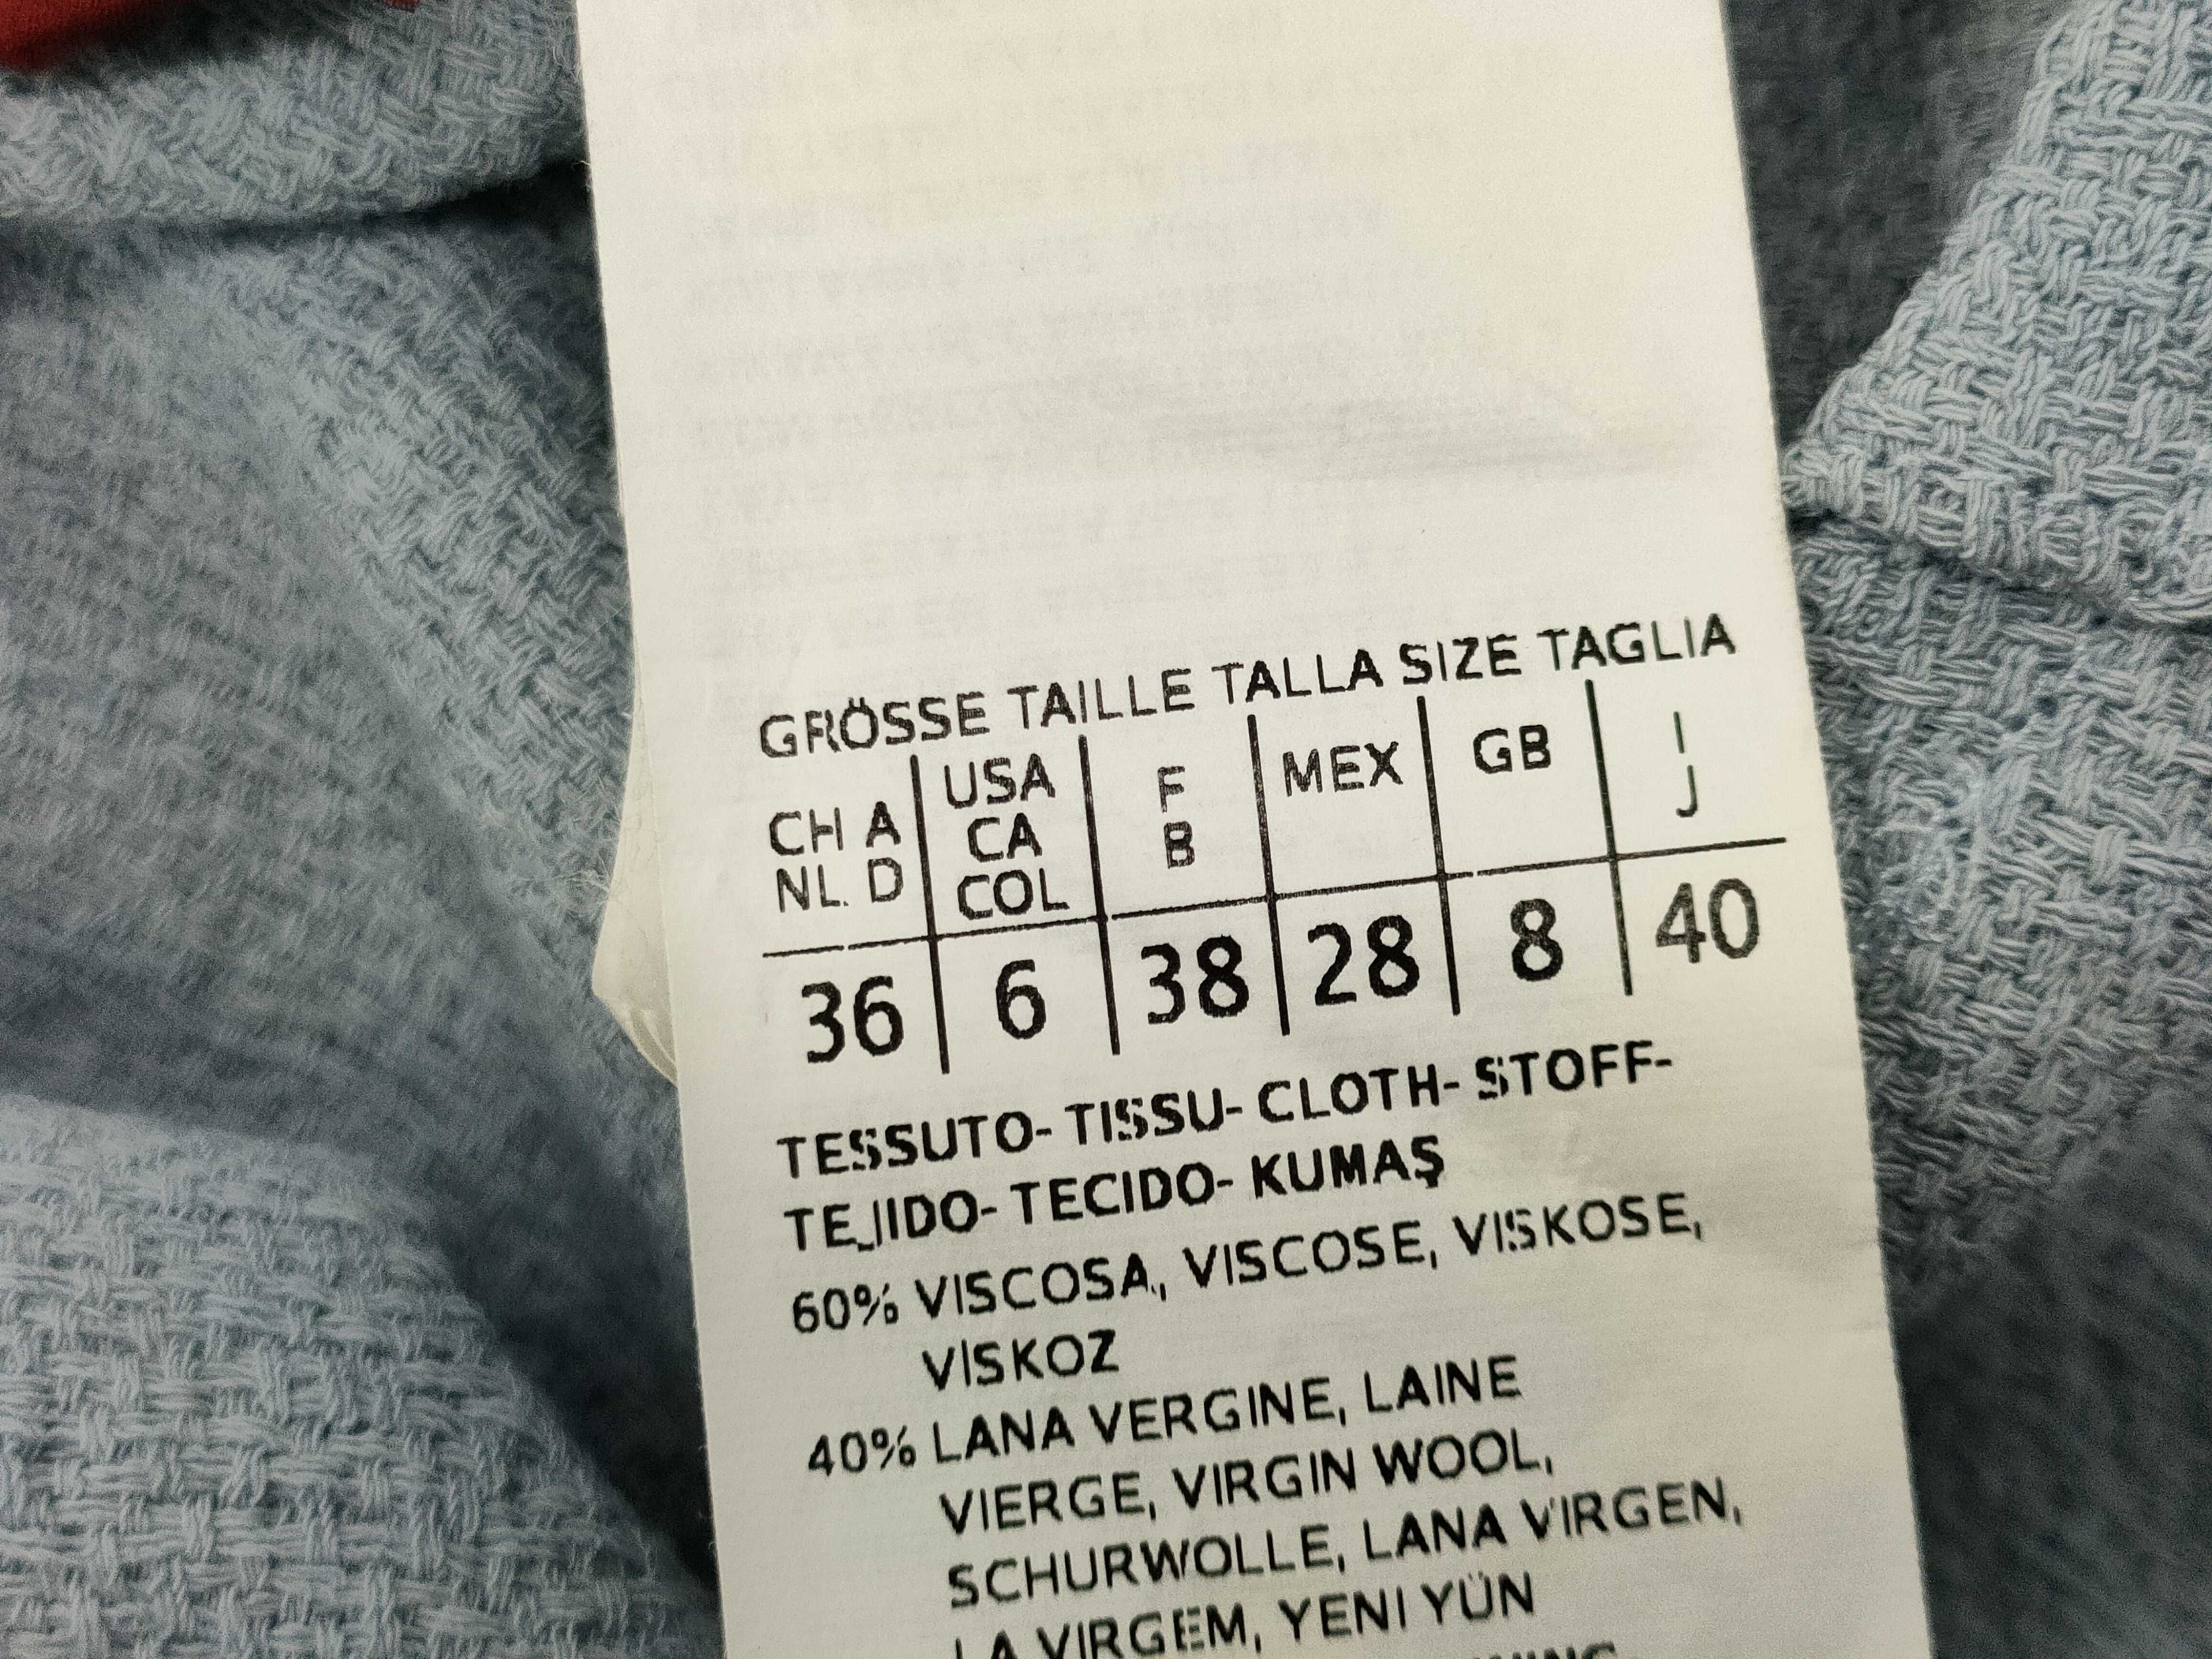 GRÖSSE TAILLE TALLA SIZE TAGLIA
CH A NL D | USA CA COL | F B | MEX | GB | I J
36 | 6 | 38 | 28 | 8 | 40
TESSUTO- TISSU- CLOTH- STOFF-
TEJIDO- TECIDO- KUMAŞ
60% VISCOSA, VISCOSE, VISKOSE,
VISKOZ
40% LANA VERGINE, LAINE
VIERGE, VIRGIN WOOL,
SCHURWOLLE, LANA VIRGEN,
LA VIRGEM, YENI YÜN